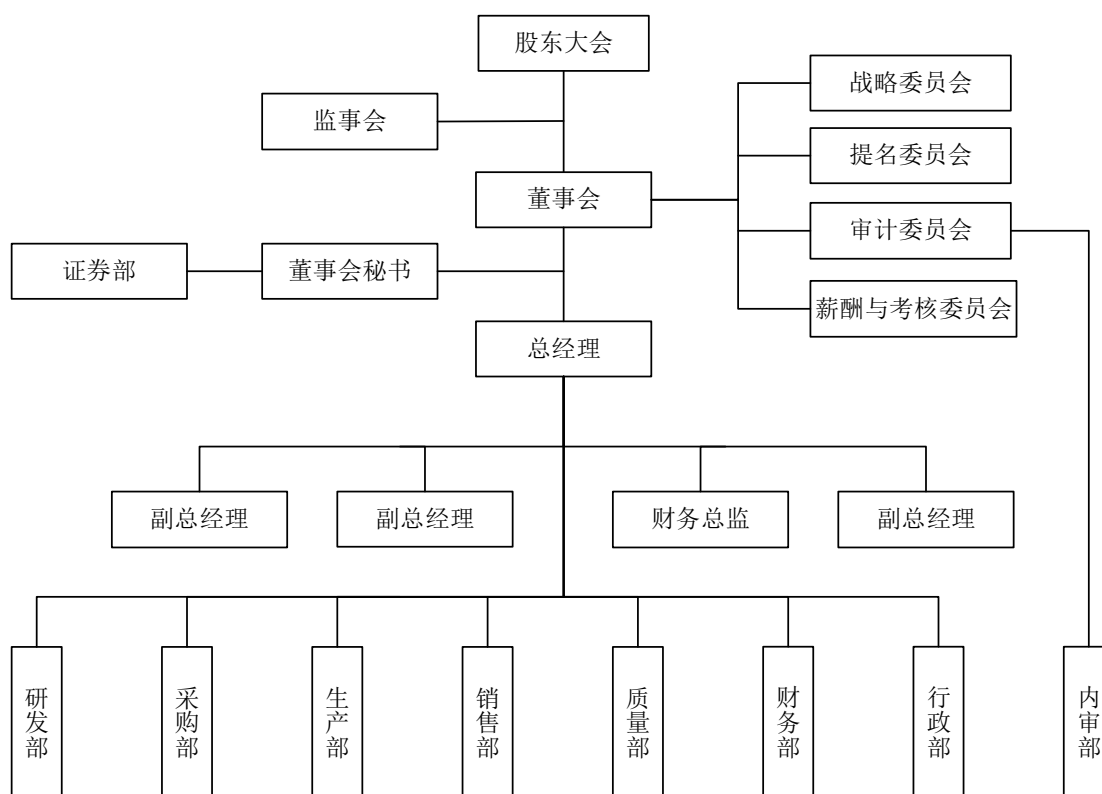 股东大会
战略委员会
监事会
提名委员会
董事会
审计委员会
证券部
董事会秘书
薪酬与考核委员会
总经理
副总经理
副总经理
财务总监
副总经理
研发部
采购部
生产部
销售部
质量部
财务部
行政部
内审部